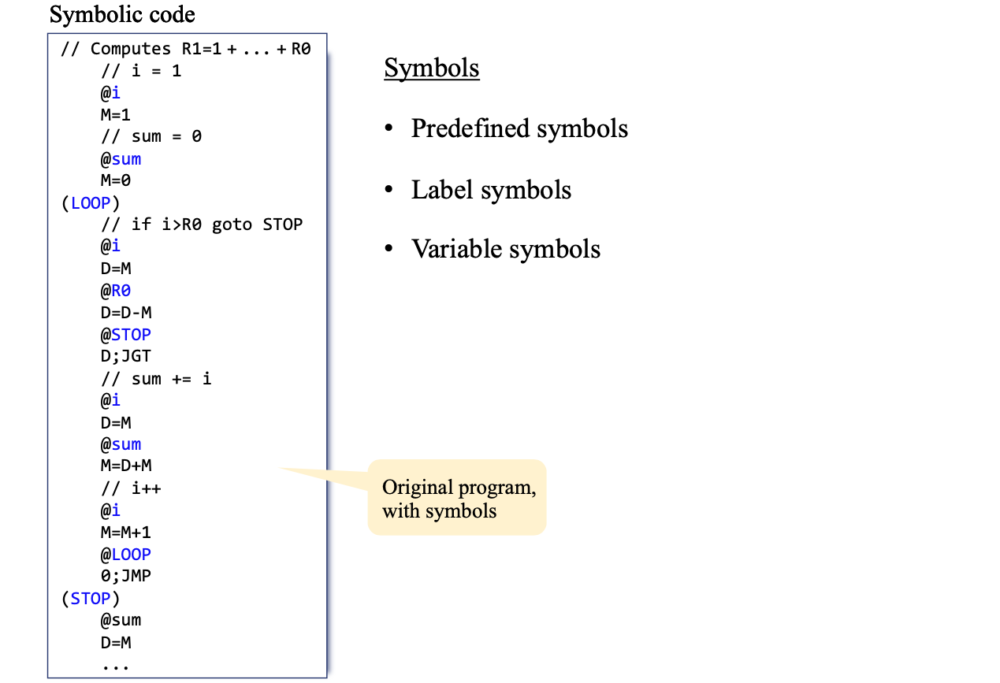 Symbolic code
// Computes R1=1 + ... + R0
// i = 1
@i
M=1
// sum = 0
@sum
M=0
(LOOP)
// if i>R0 goto STOP
@i
D=M
@R0
D=D-M
@STOP
D;JGT
// sum += i
@i
D=M
@sum
M=D+M
// i++
@i
M=M+1
@LOOP
0;JMP
(STOP)
@sum
D=M
...
Symbols
• Predefined symbols
• Label symbols
• Variable symbols
Original program,
with symbols